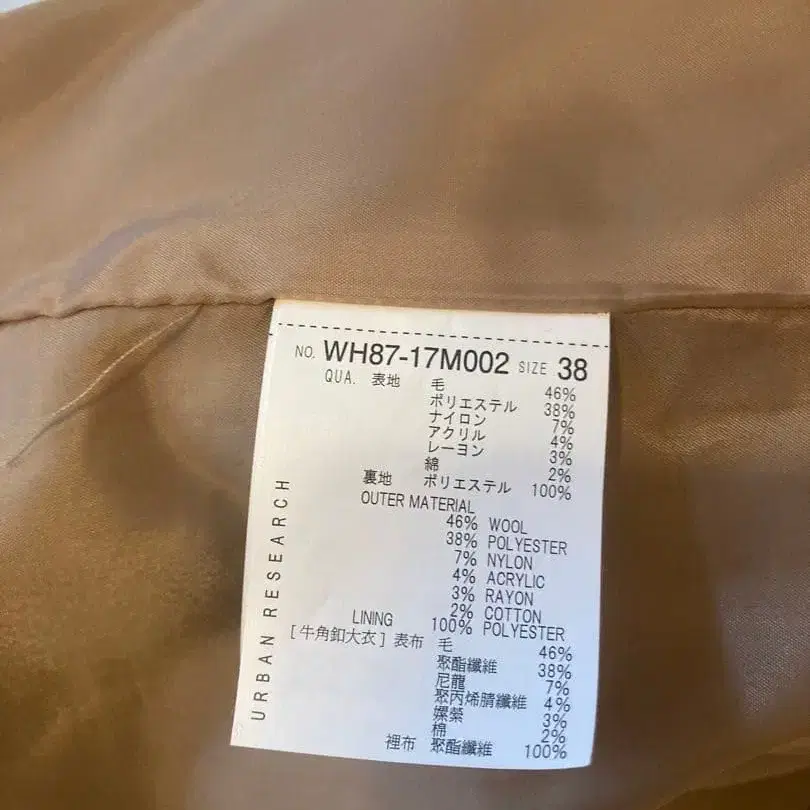 NO. WH87-17M002 SIZE 38
QUA. 表地 毛 46%
ポリエステル 38%
ナイロン 7%
アクリル 4%
レーヨン 3%
綿 2%
裏地 ポリエステル 100%
OUTER MATERIAL
46% WOOL
38% POLYESTER
7% NYLON
4% ACRYLIC
3% RAYON
2% COTTON
LINING 100% POLYESTER
[牛角釦大衣] 表布 毛 46%
聚酯纖維 38%
尼龍 7%
聚丙烯腈纖維 4%
嫘縈 3%
棉 2%
裡布 聚酯纖維 100%
URBAN RESEARCH